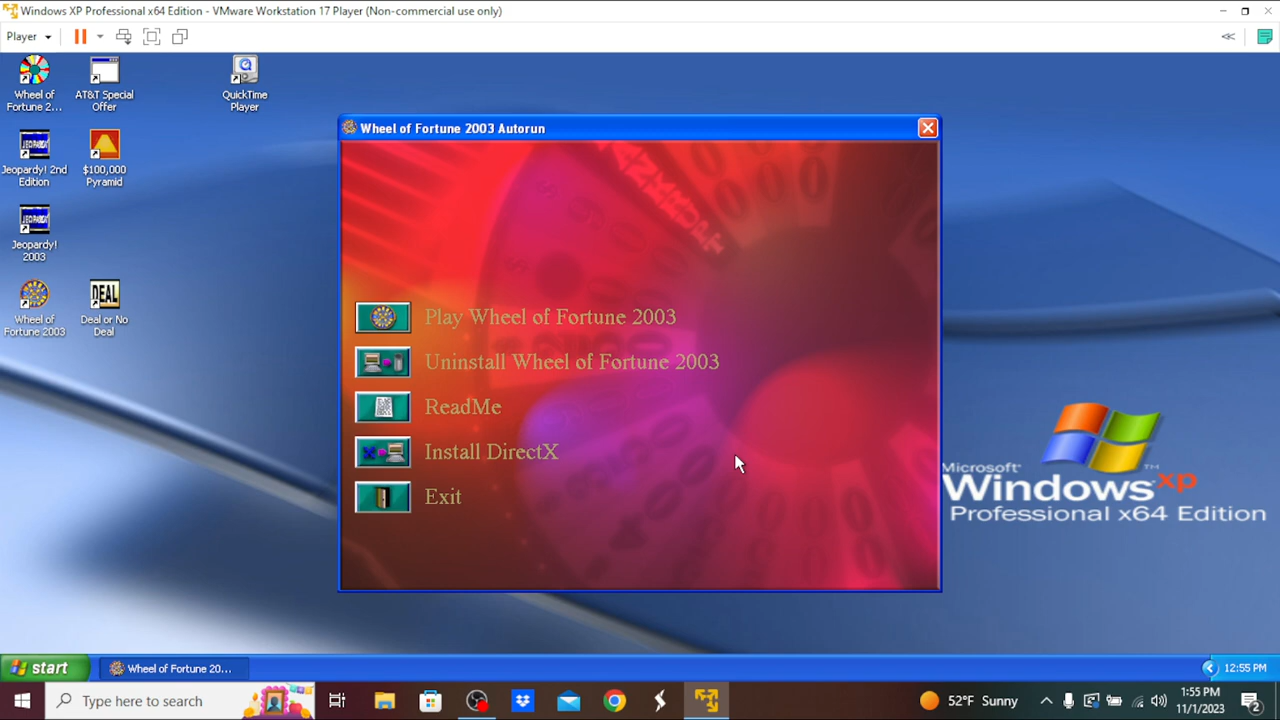 Windows XP Professional x64 Edition - VMware Workstation 17 Player (Non-commercial use only)
Player
Wheel of
Fortune 2...
AT&T Special
Offer
QuickTime
Player
Jeopardy! 2nd
Edition
$100,000
Pyramid
Jeopardy!
2003
Wheel of
Fortune 2003
DEAL
Deal or No
Deal
Wheel of Fortune 2003 Autorun
Play Wheel of Fortune 2003
Uninstall Wheel of Fortune 2003
ReadMe
Install DirectX
Exit
Microsoft
Windows xp TM
Professional x64 Edition
start
Wheel of Fortune 20...
12:55 PM
Type here to search
52°F Sunny
1:55 PM
11/1/2023
2